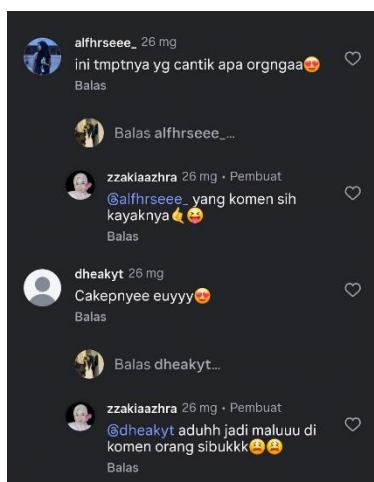 alfhrseee_ 26 mg
ini tmptnya yg cantik apa orgngaa😍
Balas
Balas alfhrseee_...
zzakiaazhra 26 mg • Pembuat
@alfhrseee_ yang komen sih
kayaknya🤙😝
Balas
dheakyt 26 mg
Cakepnyee euyyy😍
Balas
Balas dheakyt...
zzakiaazhra 26 mg • Pembuat
@dheakyt aduhh jadi maluuu di
komen orang sibukkk😫😫
Balas